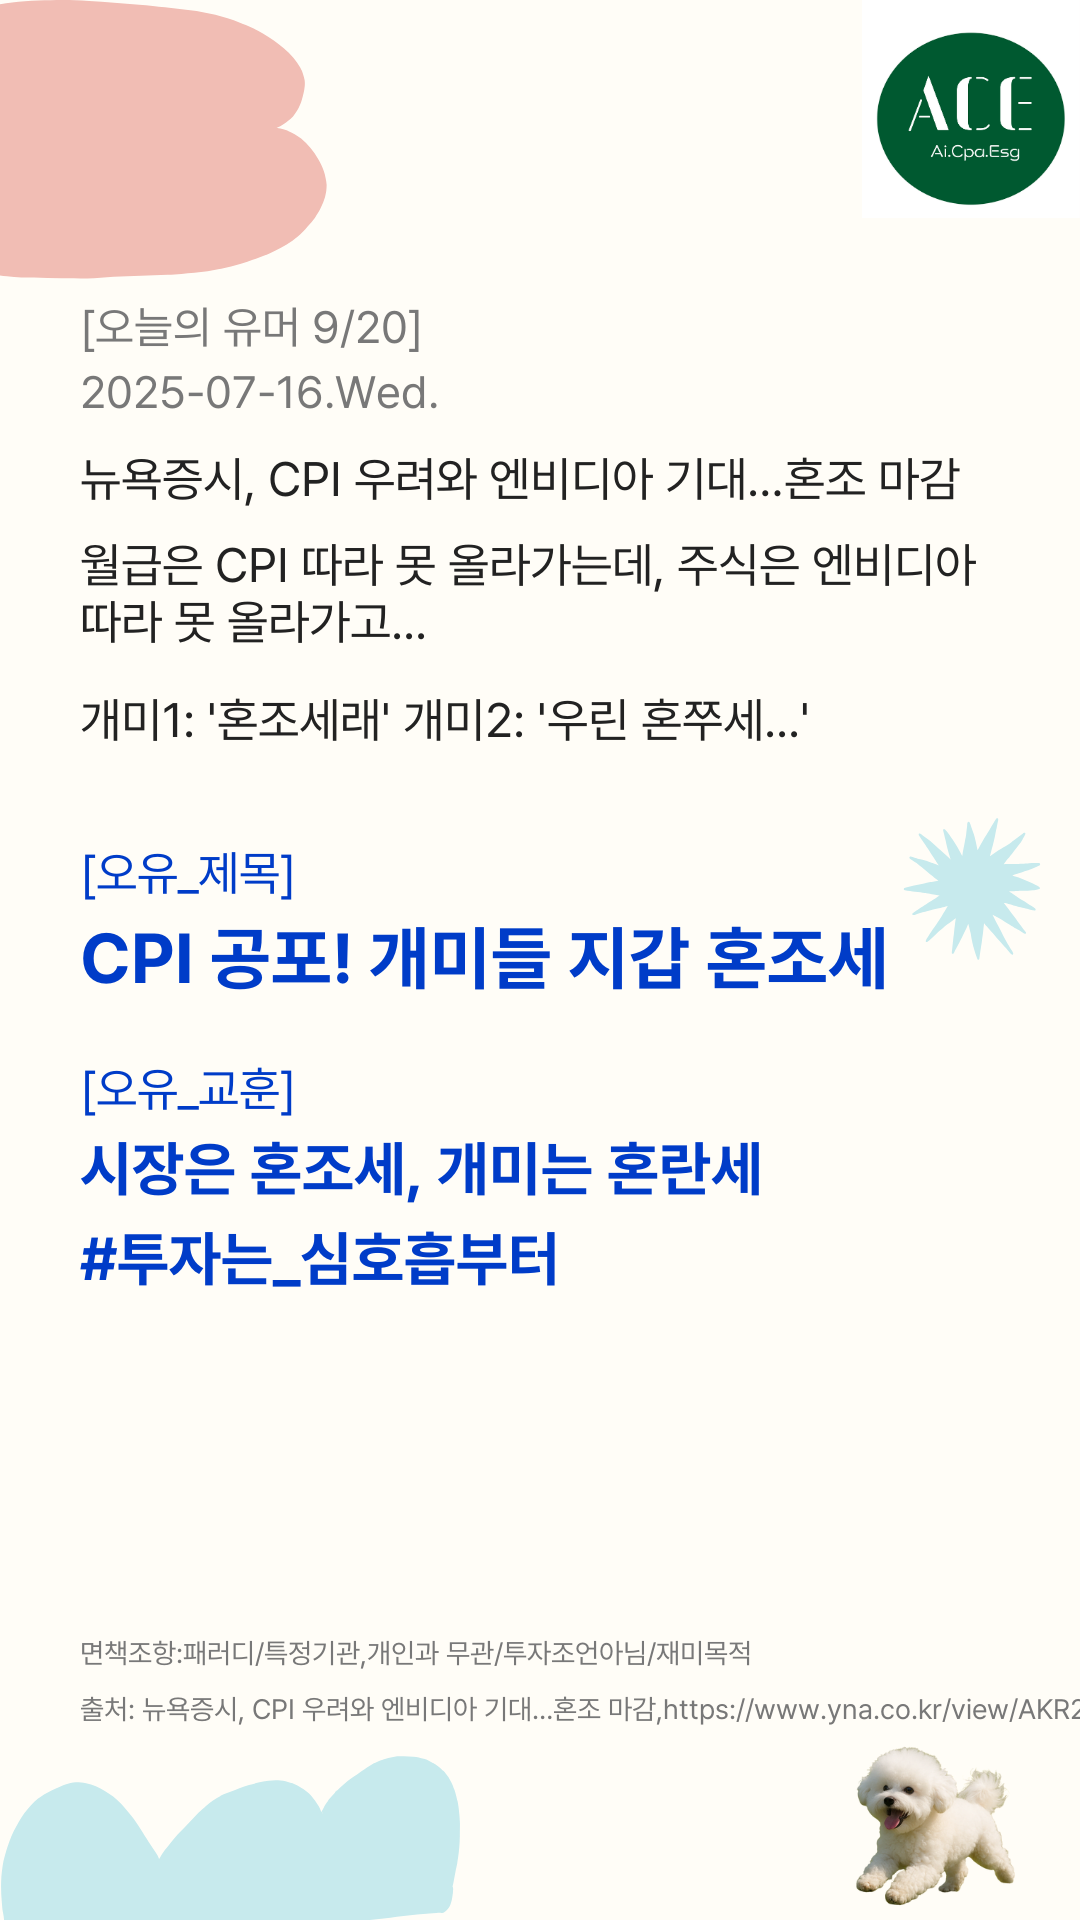 ACE
Ai.Cpa.Esg
[오늘의 유머 9/20]
2025-07-16.Wed.
뉴욕증시, CPI 우려와 엔비디아 기대...혼조 마감
월급은 CPI 따라 못 올라가는데, 주식은 엔비디아
따라 못 올라가고...
개미1: '혼조세래' 개미2: '우린 혼쭈세...'
[오유_제목]
CPI 공포! 개미들 지갑 혼조세
[오유_교훈]
시장은 혼조세, 개미는 혼란세
#투자는_심호흡부터
면책조항:패러디/특정기관,개인과 무관/투자조언아님/재미목적
출처: 뉴욕증시, CPI 우려와 엔비디아 기대...혼조 마감,https://www.yna.co.kr/view/AKR2